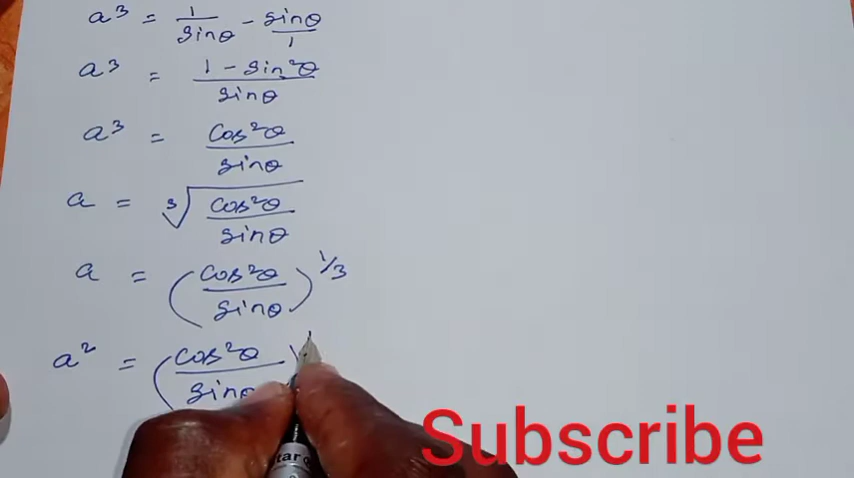 a³ = 1/sinθ - sinθ/1
a³ = (1 - sin²θ)/sinθ
a³ = cos²θ/sinθ
a = ∛(cos²θ/sinθ)
a = (cos²θ/sinθ)^1/3
a² = (cos²θ/sinθ
star
Subscribe